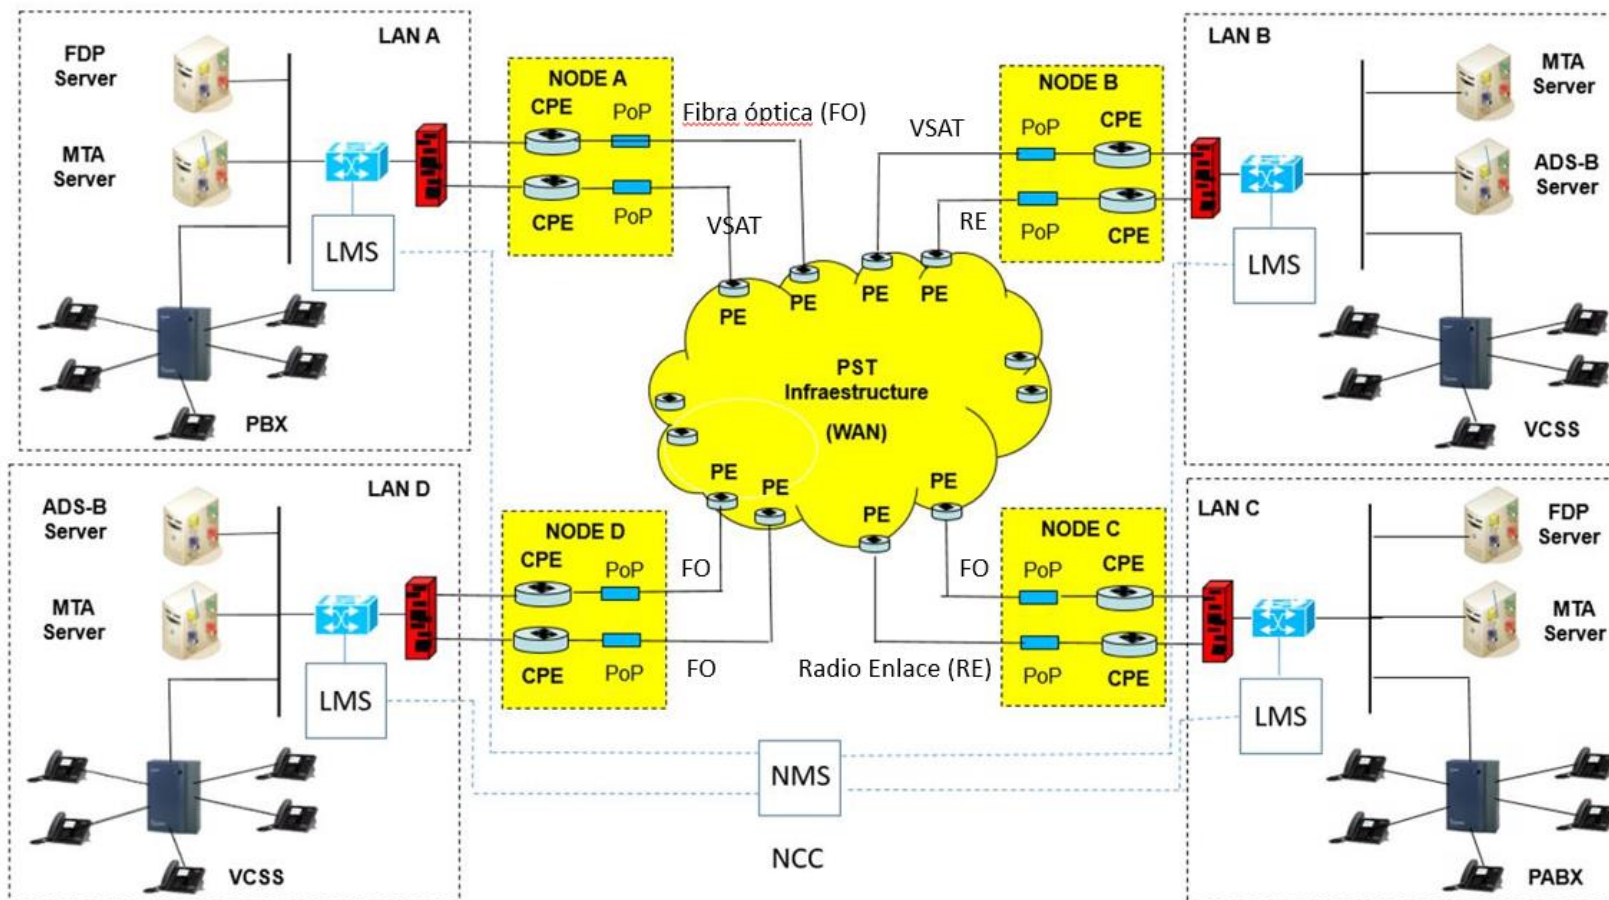 LAN A
FDP
Server
MTA
Server
LMS
PBX
NODE A
CPE
PoP
CPE
PoP
Fibra óptica (FO)
VSAT
VSAT
RE
NODE B
PoP
CPE
PoP
CPE
LAN B
MTA
Server
ADS-B
Server
LMS
VCSS
PE
PE
PE
PE
PST
Infraestructure
(WAN)
PE
PE
PE
PE
LAN D
ADS-B
Server
MTA
Server
LMS
VCSS
NODE D
CPE
PoP
CPE
PoP
FO
FO
FO
Radio Enlace (RE)
NODE C
PoP
CPE
PoP
CPE
LAN C
FDP
Server
MTA
Server
LMS
PABX
NMS
NCC